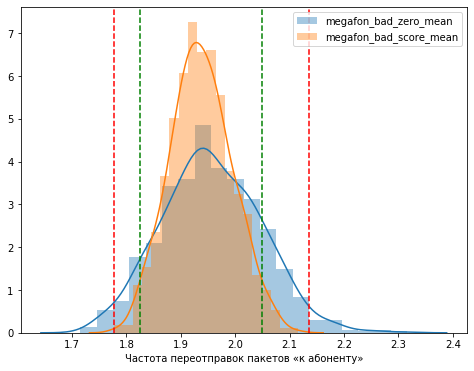 megafon_bad_zero_mean
megafon_bad_score_mean
7
6
5
4
3
2
1
0
1.7 1.8 1.9 2.0 2.1 2.2 2.3 2.4
Частота переотправок пакетов «к абоненту»